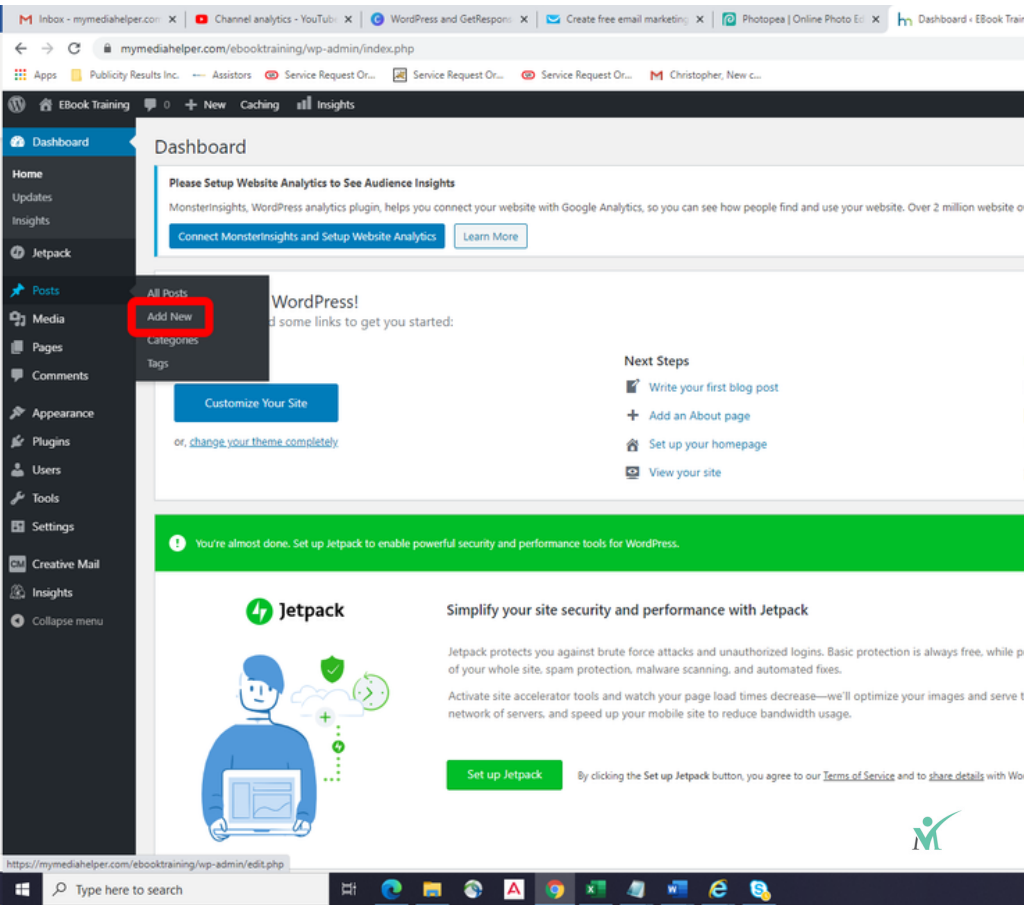 Inbox - mymediahelper.con
Channel analytics - YouTub
WordPress and GetRespons
Create free email marketing
Photopea | Online Photo Ed
Dashboard ‹ EBook Train
mymediahelper.com/ebooktraining/wp-admin/index.php
Apps Publicity Results Inc. Assistors Service Request Or... Service Request Or... Service Request Or... Christopher, New c...
EBook Training 0 New Caching Insights
Dashboard
Home
Updates
Insights
Jetpack
Posts
Media
Pages
Comments
Appearance
Plugins
Users
Tools
Settings
CM Creative Mail
Insights
Collapse menu
All Posts
Add New
Categories
Tags
Dashboard
Please Setup Website Analytics to See Audience Insights
MonsterInsights, WordPress analytics plugin, helps you connect your website with Google Analytics, so you can see how people find and use your website. Over 2 million website o
Connect MonsterInsights and Setup Website Analytics Learn More
WordPress!
d some links to get you started:
Customize Your Site
or, change your theme completely
Next Steps
Write your first blog post
Add an About page
Set up your homepage
View your site
You're almost done. Set up Jetpack to enable powerful security and performance tools for WordPress.
Jetpack
Simplify your site security and performance with Jetpack
Jetpack protects you against brute force attacks and unauthorized logins. Basic protection is always free, while p
of your whole site, spam protection, malware scanning, and automated fixes.
Activate site accelerator tools and watch your page load times decrease—we'll optimize your images and serve t
network of servers, and speed up your mobile site to reduce bandwidth usage.
Set up Jetpack
By clicking the Set up Jetpack button, you agree to our Terms of Service and to share details with Wo
https://mymediahelper.com/ebooktraining/wp-admin/edit.php
Type here to search